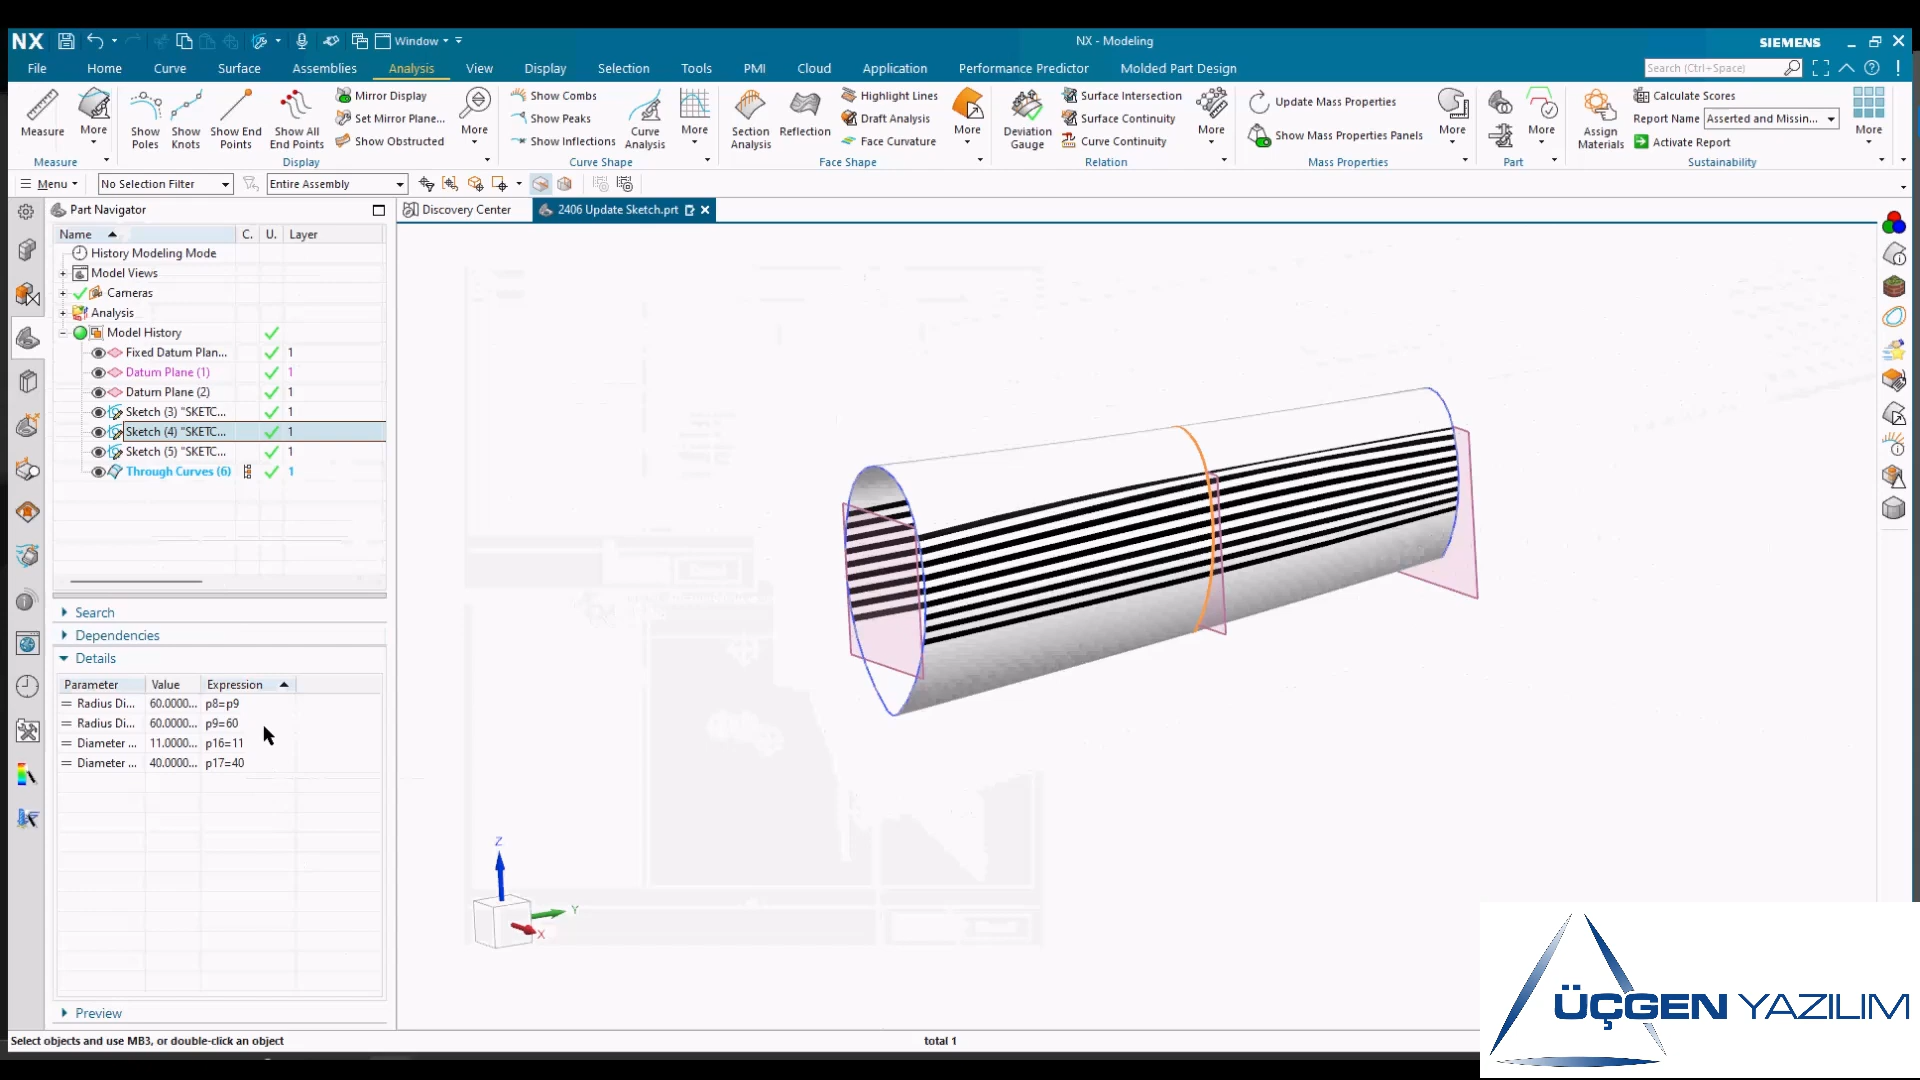 NX
Window
NX - Modeling
SIEMENS
File Home Curve Surface Assemblies Analysis View Display Selection Tools PMI Cloud Application Performance Predictor Molded Part Design
Search (Ctrl+Space)
Measure
More
Measure
Show Poles
Show Knots
Show End Points
Show All End Points
Mirror Display
Set Mirror Plane...
Show Obstructed
More
Display
Show Combs
Show Peaks
Show Inflections
Curve Analysis
More
Curve Shape
Section Analysis
Reflection
Highlight Lines
Draft Analysis
Face Curvature
More
Face Shape
Deviation Gauge
Surface Intersection
Surface Continuity
Curve Continuity
More
Relation
Update Mass Properties
Show Mass Properties Panels
More
Mass Properties
More
Part
Assign Materials
Calculate Scores
Report Name Asserted and Missin...
Activate Report
More
Sustainability
Menu
No Selection Filter
Entire Assembly
Part Navigator
Discovery Center
2406 Update Sketch.prt
Name C. U. Layer
History Modeling Mode
Model Views
Cameras
Analysis
Model History
Fixed Datum Plan... 1
Datum Plane (1) 1
Datum Plane (2) 1
Sketch (3) "SKETC... 1
Sketch (4) "SKETC... 1
Sketch (5) "SKETC... 1
Through Curves (6) 1
Search
Dependencies
Details
Parameter Value Expression
Radius Di... 60.0000... p8=p9
Radius Di... 60.0000... p9=60
Diameter ... 11.0000... p16=11
Diameter ... 40.0000... p17=40
Z
Y
X
Preview
Select objects and use MB3, or double-click an object
total 1
ÜÇGEN YAZILIM